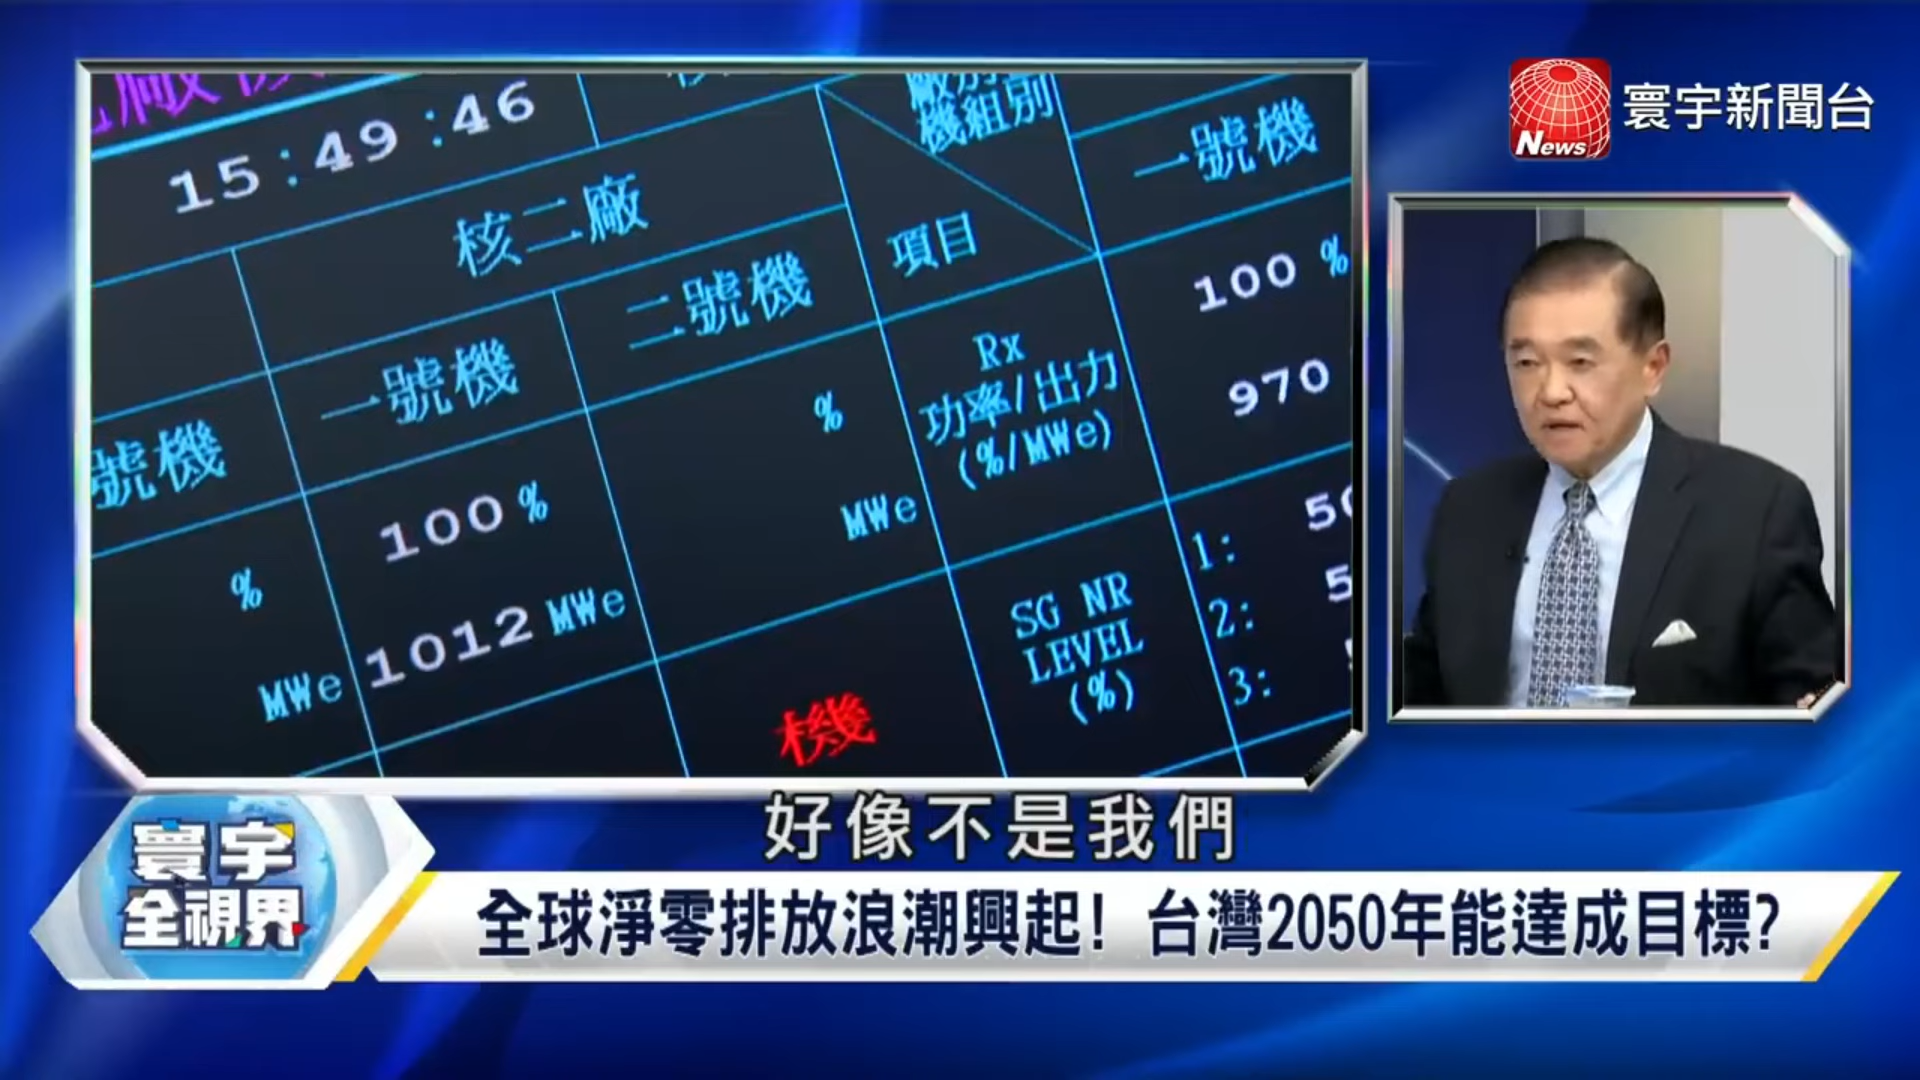 15:49:46
機組別
一號機
核二廠
項目
100 %
二號機
一號機
Rx
功率/出力
(%/MWe)
970
%
MWe
號機
100 %
1012 MWe
%
MWe
SG NR
LEVEL
(%)
1:
2:
3:
機
News
寰宇新聞台
好像不是我們
寰宇
全視界
全球淨零排放浪潮興起! 台灣2050年能達成目標?